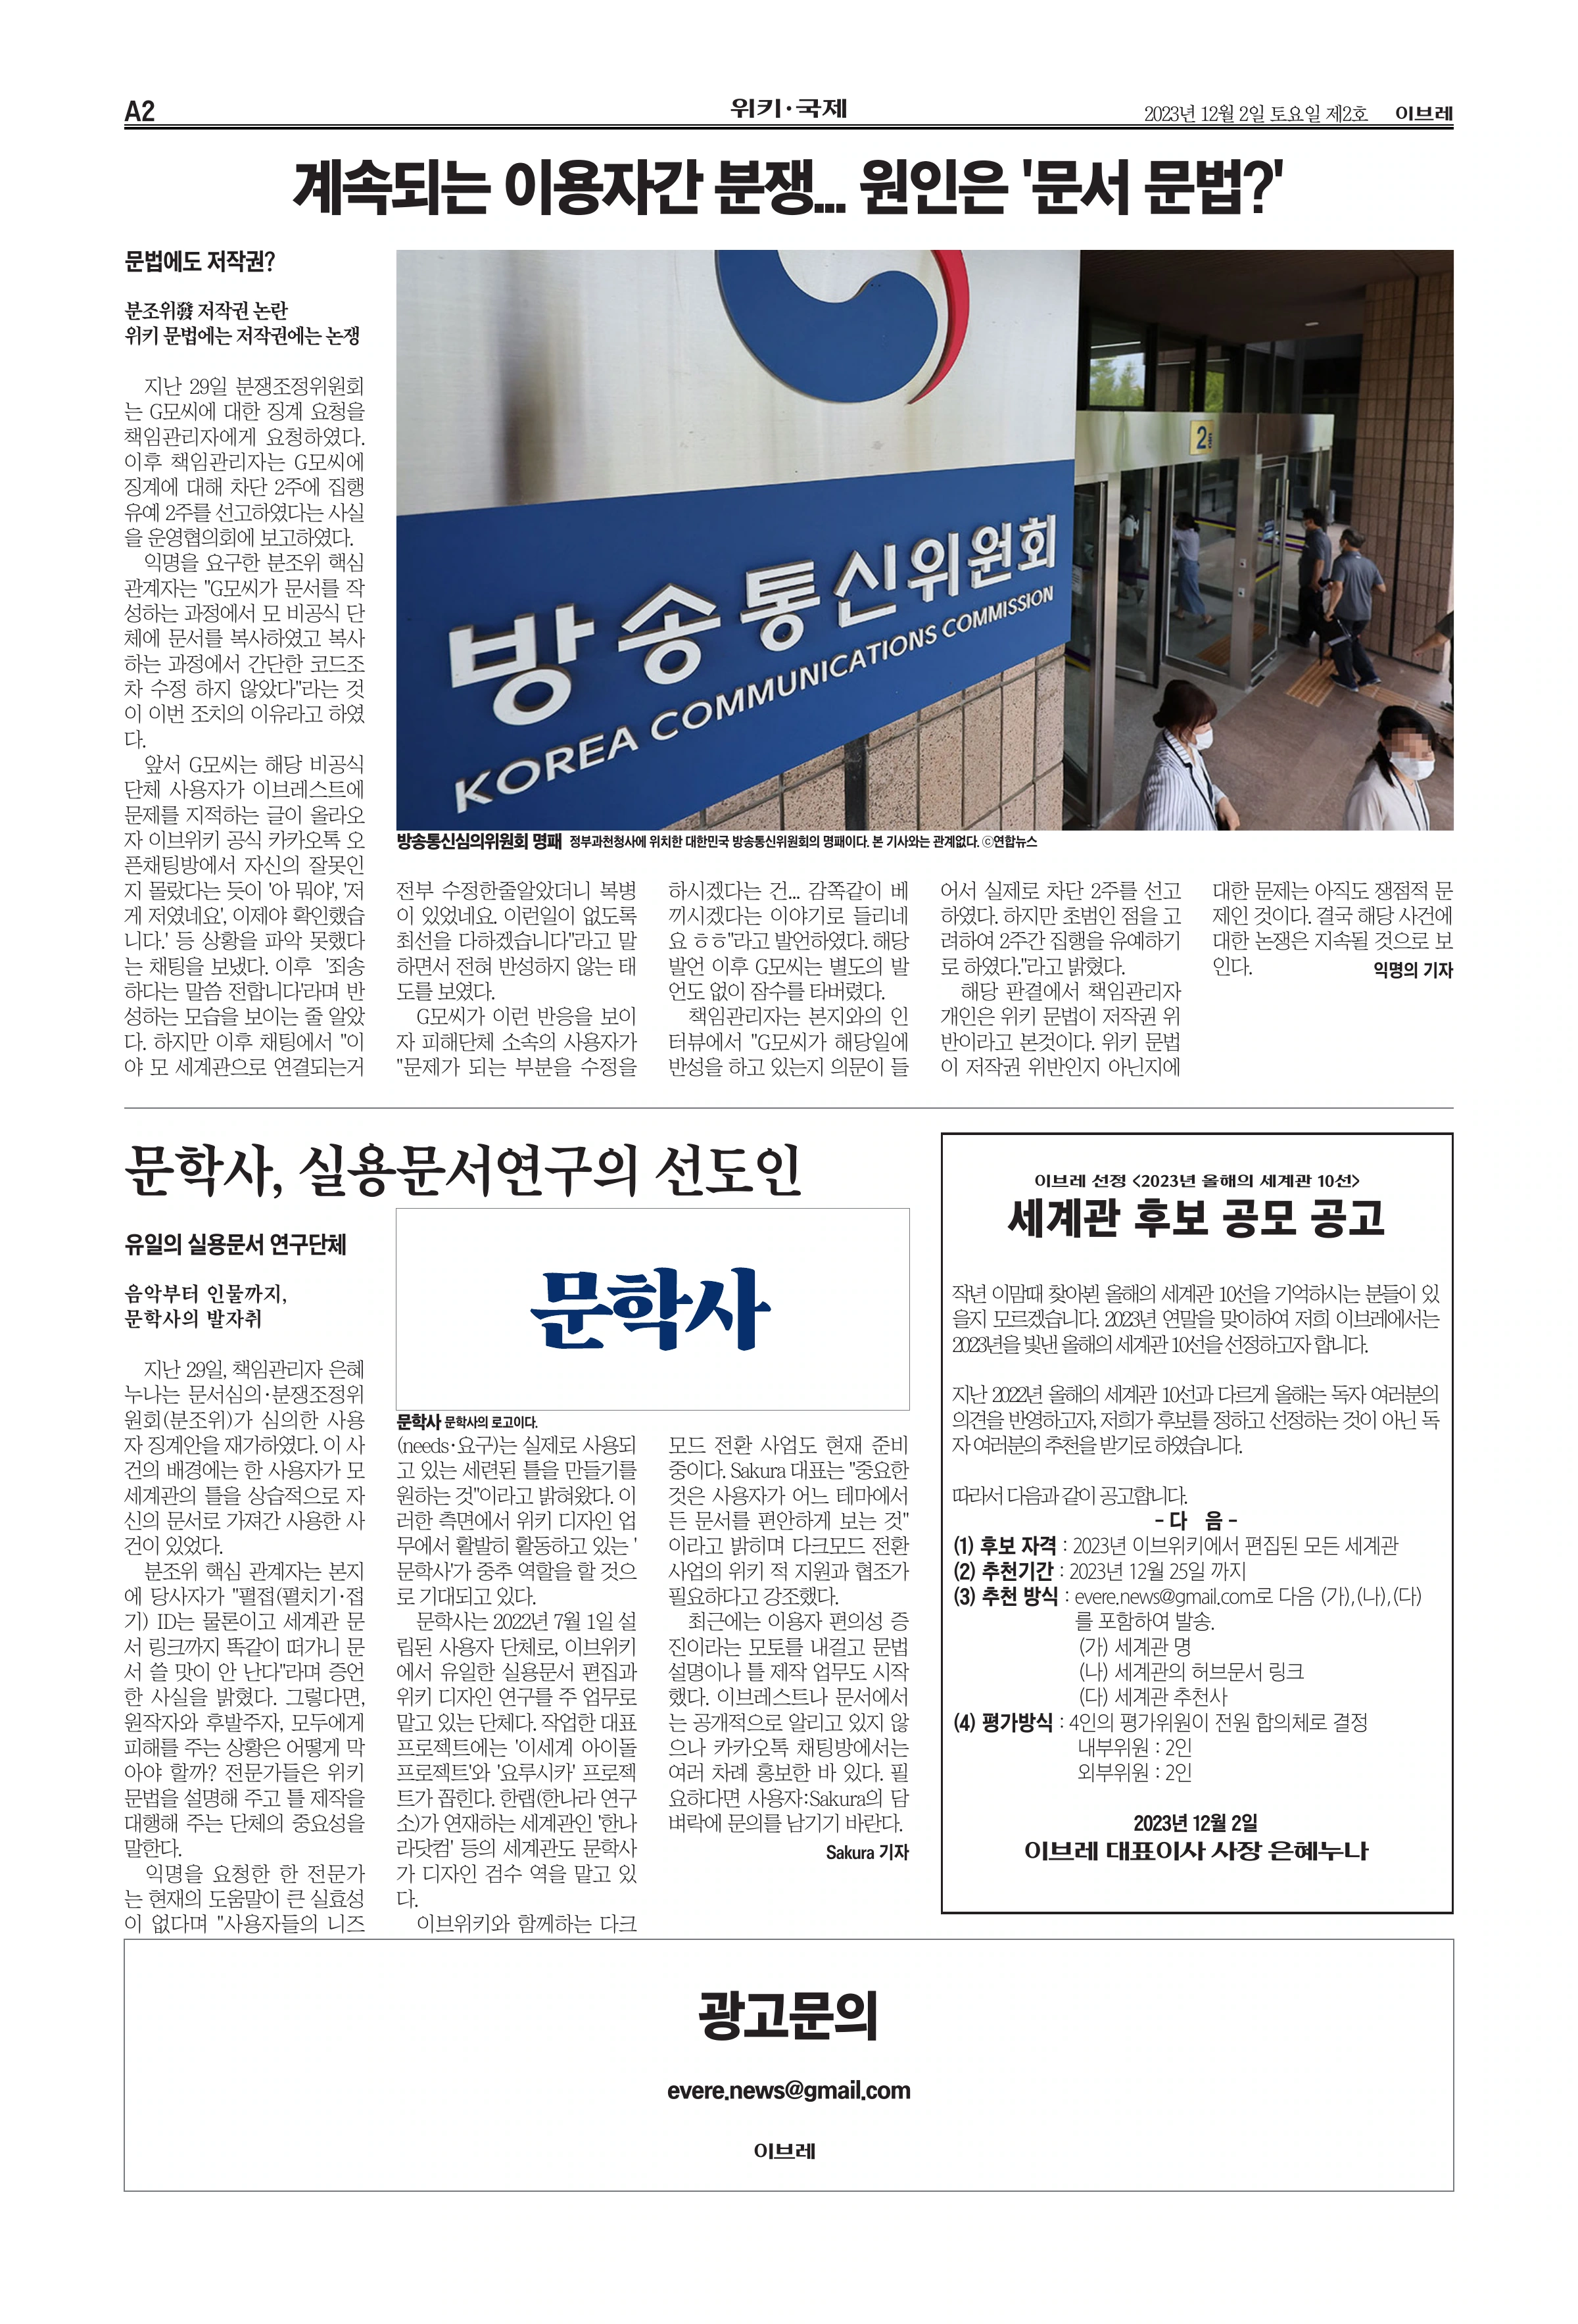 A2
위키·국제
2023년 12월 2일 토요일 제2호 이브레
계속되는 이용자간 분쟁... 원인은 '문서 문법?'
문법에도 저작권?
분조위發 저작권 논란
위키 문법에는 저작권에는 논쟁
지난 29일 분쟁조정위원회
는 G모씨에 대한 징계 요청을
책임관리자에게 요청하였다.
이후 책임관리자는 G모씨에
징계에 대해 차단 2주에 집행
유예 2주를 선고하였다는 사실
을 운영협의회에 보고하였다.
익명을 요구한 분조위 핵심
관계자는 "G모씨가 문서를 작
성하는 과정에서 모 비공식 단
체에 문서를 복사하였고 복사
하는 과정에서 간단한 코드조
차 수정 하지 않았다"라는 것
이 이번 조치의 이유라고 하였
다.
앞서 G모씨는 해당 비공식
단체 사용자가 이브레스트에
문제를 지적하는 글이 올라오
자 이브위키 공식 카카오톡 오
픈채팅방에서 자신의 잘못인
지 몰랐다는 듯이 '아 뭐야', '저
게 저였네요', 이제야 확인했습
니다.' 등 상황을 파악 못했다
는 채팅을 보냈다. 이후 '죄송
하다는 말씀 전합니다'라며 반
성하는 모습을 보이는 줄 알았
다. 하지만 이후 채팅에서 "이
야 모 세계관으로 연결되는거
방송통신위원회
KOREA COMMUNICATIONS COMMISSION
2
방송통신심의위원회 명패 정부과천청사에 위치한 대한민국 방송통신위원회의 명패이다. 본 기사와는 관계없다. ⓒ연합뉴스
전부 수정한줄알았더니 복병
이 있었네요. 이런일이 없도록
최선을 다하겠습니다"라고 말
하면서 전혀 반성하지 않는 태
도를 보였다.
G모씨가 이런 반응을 보이
자 피해단체 소속의 사용자가
"문제가 되는 부분을 수정을
하시겠다는 건... 감쪽같이 베
끼시겠다는 이야기로 들리네
요 ㅎㅎ"라고 발언하였다. 해당
발언 이후 G모씨는 별도의 발
언도 없이 잠수를 타버렸다.
책임관리자는 본지와의 인
터뷰에서 "G모씨가 해당일에
반성을 하고 있는지 의문이 들
어서 실제로 차단 2주를 선고
하였다. 하지만 초범인 점을 고
려하여 2주간 집행을 유예하기
로 하였다."라고 밝혔다.
해당 판결에서 책임관리자
개인은 위키 문법이 저작권 위
반이라고 본것이다. 위키 문법
이 저작권 위반인지 아닌지에
대한 문제는 아직도 쟁점적 문
제인 것이다. 결국 해당 사건에
대한 논쟁은 지속될 것으로 보
인다. 익명의 기자
문학사, 실용문서연구의 선도인
유일의 실용문서 연구단체
음악부터 인물까지,
문학사의 발자취
지난 29일, 책임관리자 은혜
누나는 문서심의·분쟁조정위
원회(분조위)가 심의한 사용
자 징계안을 재가하였다. 이 사
건의 배경에는 한 사용자가 모
세계관의 틀을 상습적으로 자
신의 문서로 가져간 사용한 사
건이 있었다.
분조위 핵심 관계자는 본지
에 당사자가 "펼접(펼치기·접
기) ID는 물론이고 세계관 문
서 링크까지 똑같이 떠가니 문
서 쓸 맛이 안 난다"라며 증언
한 사실을 밝혔다. 그렇다면,
원작자와 후발주자, 모두에게
피해를 주는 상황은 어떻게 막
아야 할까? 전문가들은 위키
문법을 설명해 주고 틀 제작을
대행해 주는 단체의 중요성을
말한다.
익명을 요청한 한 전문가
는 현재의 도움말이 큰 실효성
이 없다며 "사용자들의 니즈
문학사
문학사 문학사의 로고이다.
(needs·요구)는 실제로 사용되
고 있는 세련된 틀을 만들기를
원하는 것"이라고 밝혀왔다. 이
러한 측면에서 위키 디자인 업
무에서 활발히 활동하고 있는 '
문학사'가 중추 역할을 할 것으
로 기대되고 있다.
문학사는 2022년 7월 1일 설
립된 사용자 단체로, 이브위키
에서 유일한 실용문서 편집과
위키 디자인 연구를 주 업무로
맡고 있는 단체다. 작업한 대표
프로젝트에는 '이세계 아이돌
프로젝트'와 '요루시카' 프로젝
트가 꼽힌다. 한랩(한나라 연구
소)가 연재하는 세계관인 '한나
라닷컴' 등의 세계관도 문학사
가 디자인 검수 역을 맡고 있
다.
이브위키와 함께하는 다크
모드 전환 사업도 현재 준비
중이다. Sakura 대표는 "중요한
것은 사용자가 어느 테마에서
든 문서를 편안하게 보는 것"
이라고 밝히며 다크모드 전환
사업의 위키 적 지원과 협조가
필요하다고 강조했다.
최근에는 이용자 편의성 증
진이라는 모토를 내걸고 문법
설명이나 틀 제작 업무도 시작
했다. 이브레스트나 문서에서
는 공개적으로 알리고 있지 않
으나 카카오톡 채팅방에서는
여러 차례 홍보한 바 있다. 필
요하다면 사용자:Sakura의 담
벼락에 문의를 남기기 바란다.
Sakura 기자
이브레 선정 <2023년 올해의 세계관 10선>
세계관 후보 공모 공고
작년 이맘때 찾아뵌 올해의 세계관 10선을 기억하시는 분들이 있
을지 모르겠습니다. 2023년 연말을 맞이하여 저희 이브레에서는
2023년을 빛낸 올해의 세계관 10선을 선정하고자 합니다.
지난 2022년 올해의 세계관 10선과 다르게 올해는 독자 여러분의
의견을 반영하고자, 저희가 후보를 정하고 선정하는 것이 아닌 독
자 여러분의 추천을 받기로 하였습니다.
따라서 다음과 같이 공고합니다.
- 다 음 -
(1) 후보 자격 : 2023년 이브위키에서 편집된 모든 세계관
(2) 추천기간 : 2023년 12월 25일 까지
(3) 추천 방식 : evere.news@gmail.com로 다음 (가),(나),(다)
를 포함하여 발송.
(가) 세계관 명
(나) 세계관의 허브문서 링크
(다) 세계관 추천사
(4) 평가방식 : 4인의 평가위원이 전원 합의체로 결정
내부위원 : 2인
외부위원 : 2인
2023년 12월 2일
이브레 대표이사 사장 은혜누나
광고문의
evere.news@gmail.com
이브레